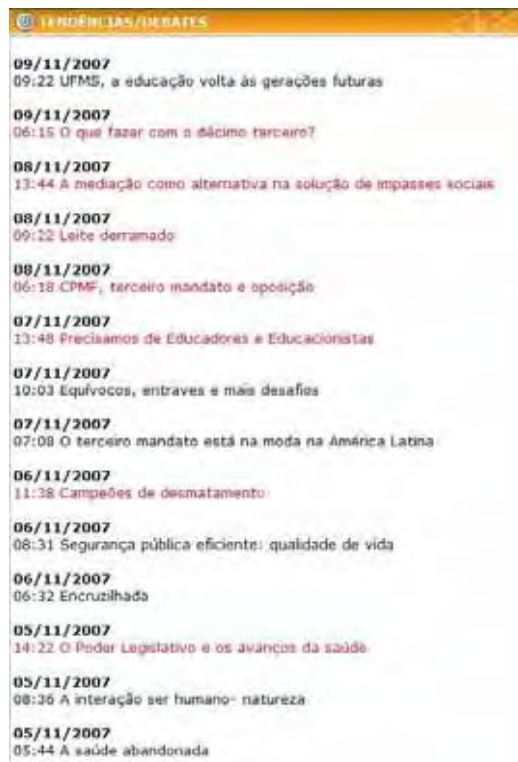 TENDÊNCIAS/DEBATES
09/11/2007
09:22 UFMS, a educação volta às gerações futuras
09/11/2007
06:15 O que fazer com o décimo terceiro?
08/11/2007
13:44 A mediação como alternativa na solução de impasses sociais
08/11/2007
09:22 Leite derramado
08/11/2007
06:18 CPMF, terceiro mandato e oposição
07/11/2007
13:48 Precisamos de Educadores e Educacionistas
07/11/2007
10:03 Equívocos, entraves e mais desafios
07/11/2007
07:08 O terceiro mandato está na moda na América Latina
06/11/2007
11:38 Campeões de desmatamento
06/11/2007
08:31 Segurança pública eficiente: qualidade de vida
06/11/2007
06:32 Encruzilhada
05/11/2007
14:22 O Poder Legislativo e os avanços da saúde
05/11/2007
08:36 A interação ser humano- natureza
05/11/2007
05:44 A saúde abandonada